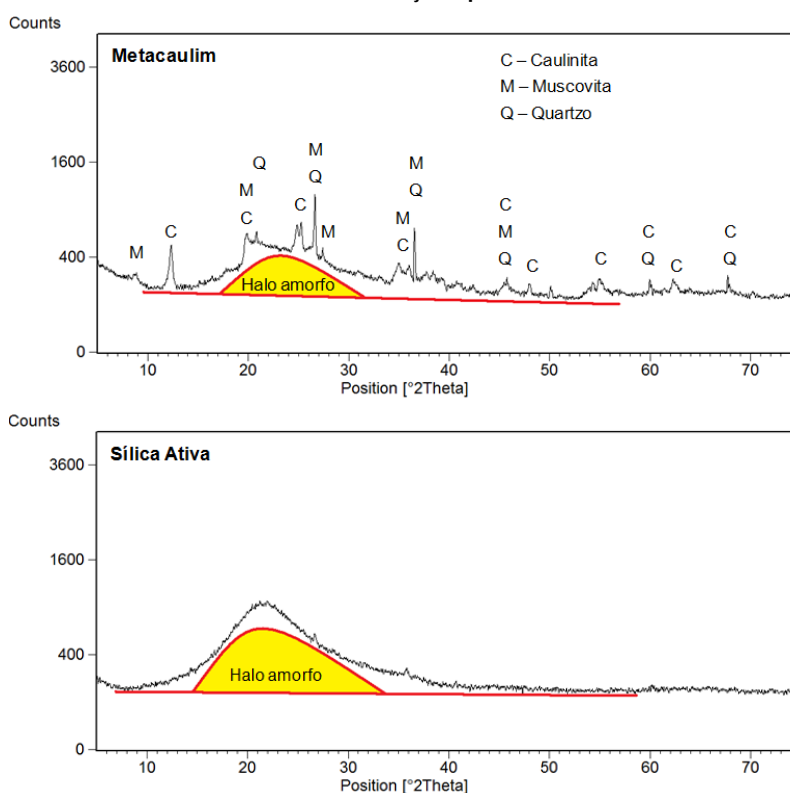 Counts
Metacaulim
C – Caulinita
M – Muscovita
Q – Quartzo
3600
1600
400
0
M
C
Q
M
C
C
M
Q
M
M
C
M
Q
C
M
Q
C
C
C
Q
C
C
Q
Halo amorfo
10 20 30 40 50 60 70
Position [°2Theta]
Counts
Sílica Ativa
3600
1600
400
0
Halo amorfo
10 20 30 40 50 60 70
Position [°2Theta]